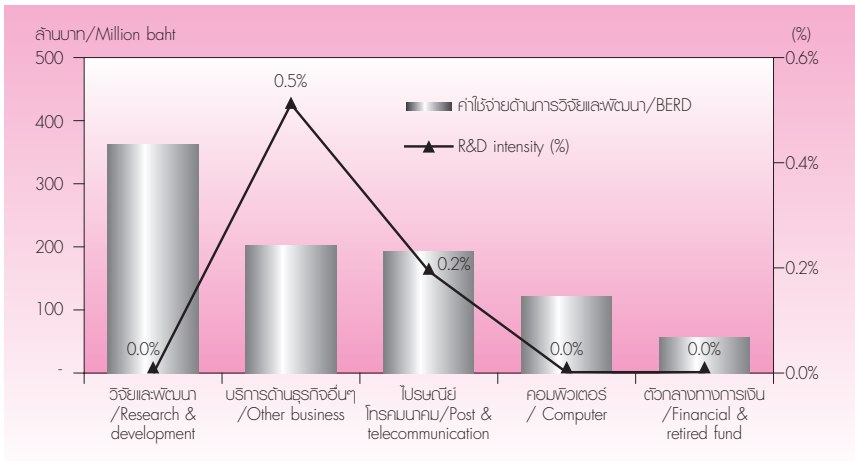 ล้านบาท/Million baht
(%)
500
400
300
200
100
-
0.6%
0.4%
0.2%
0.0%
ค่าใช้จ่ายด้านการวิจัยและพัฒนา/BERD
R&D intensity (%)
0.0%
0.5%
0.2%
0.0%
0.0%
วิจัยและพัฒนา
/Research &
development
บริการด้านธุรกิจอื่นๆ
/Other business
ไปรษณีย์
โทรคมนาคม/Post &
telecommunication
คอมพิวเตอร์
/ Computer
ตัวกลางทางการเงิน
/Financial &
retired fund